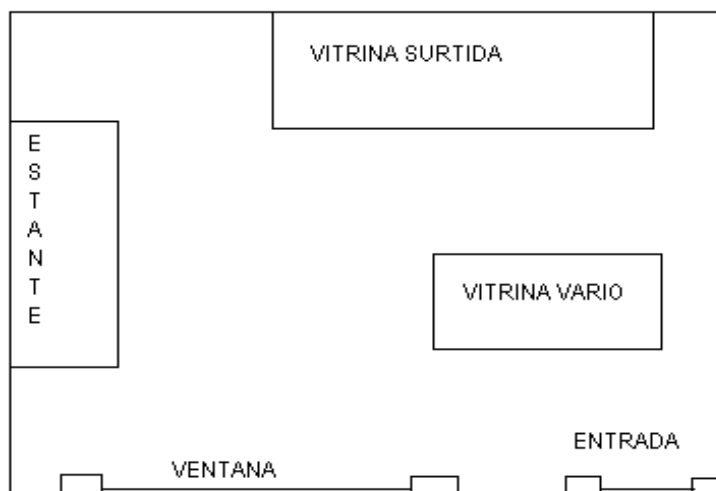 VITRINA SURTIDA
ESTANTE
VITRINA VARIO
ENTRADA
VENTANA